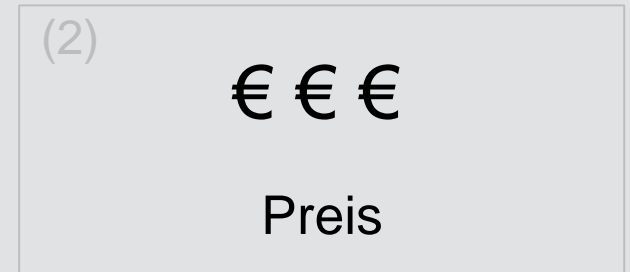 (2)
€ € €
Preis